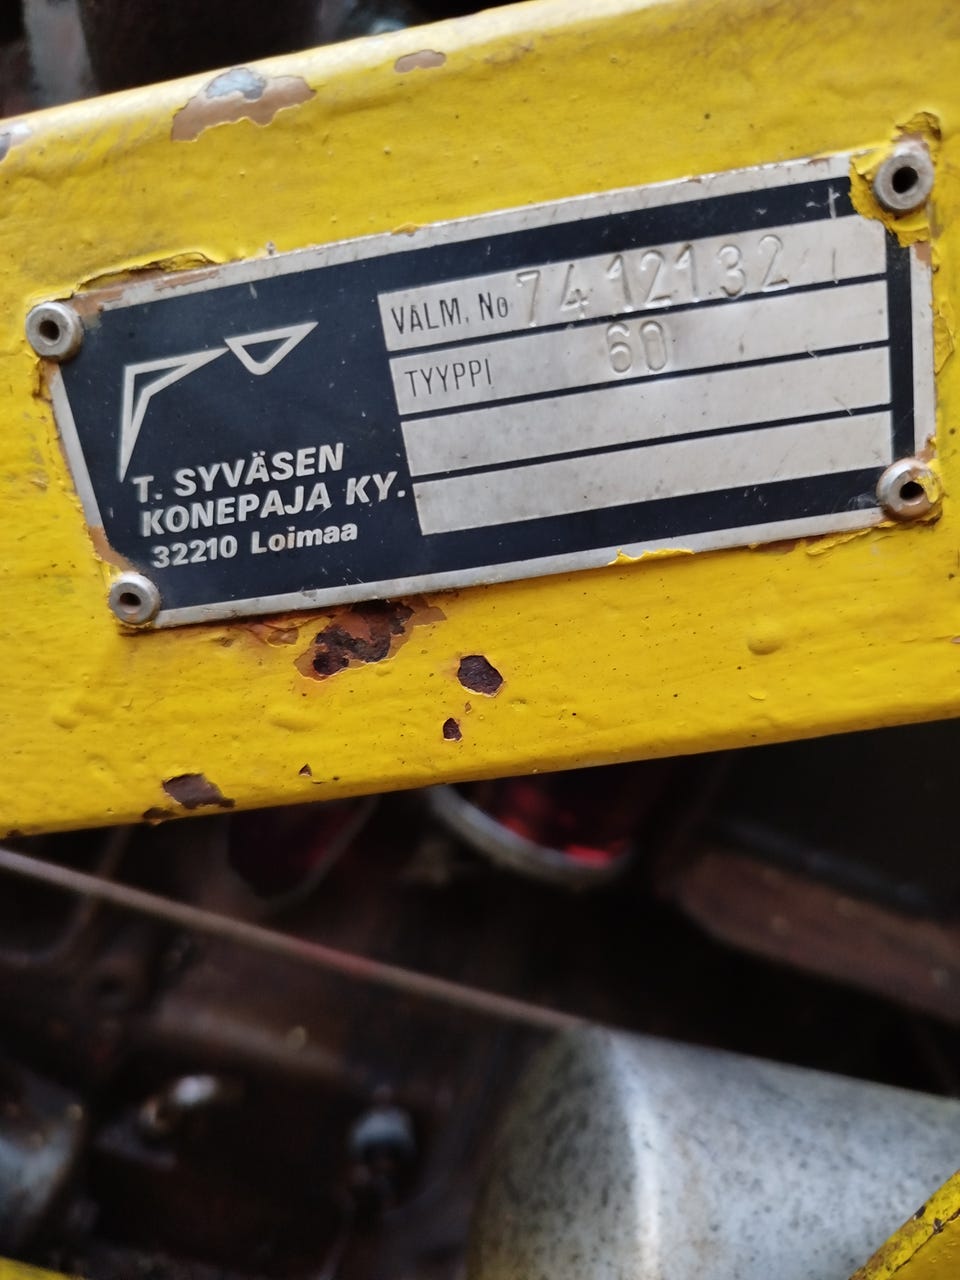 VALM. No 7412132
TYYPPI 60
T. SYVÄSEN
KONEPAJA KY.
32210 Loimaa